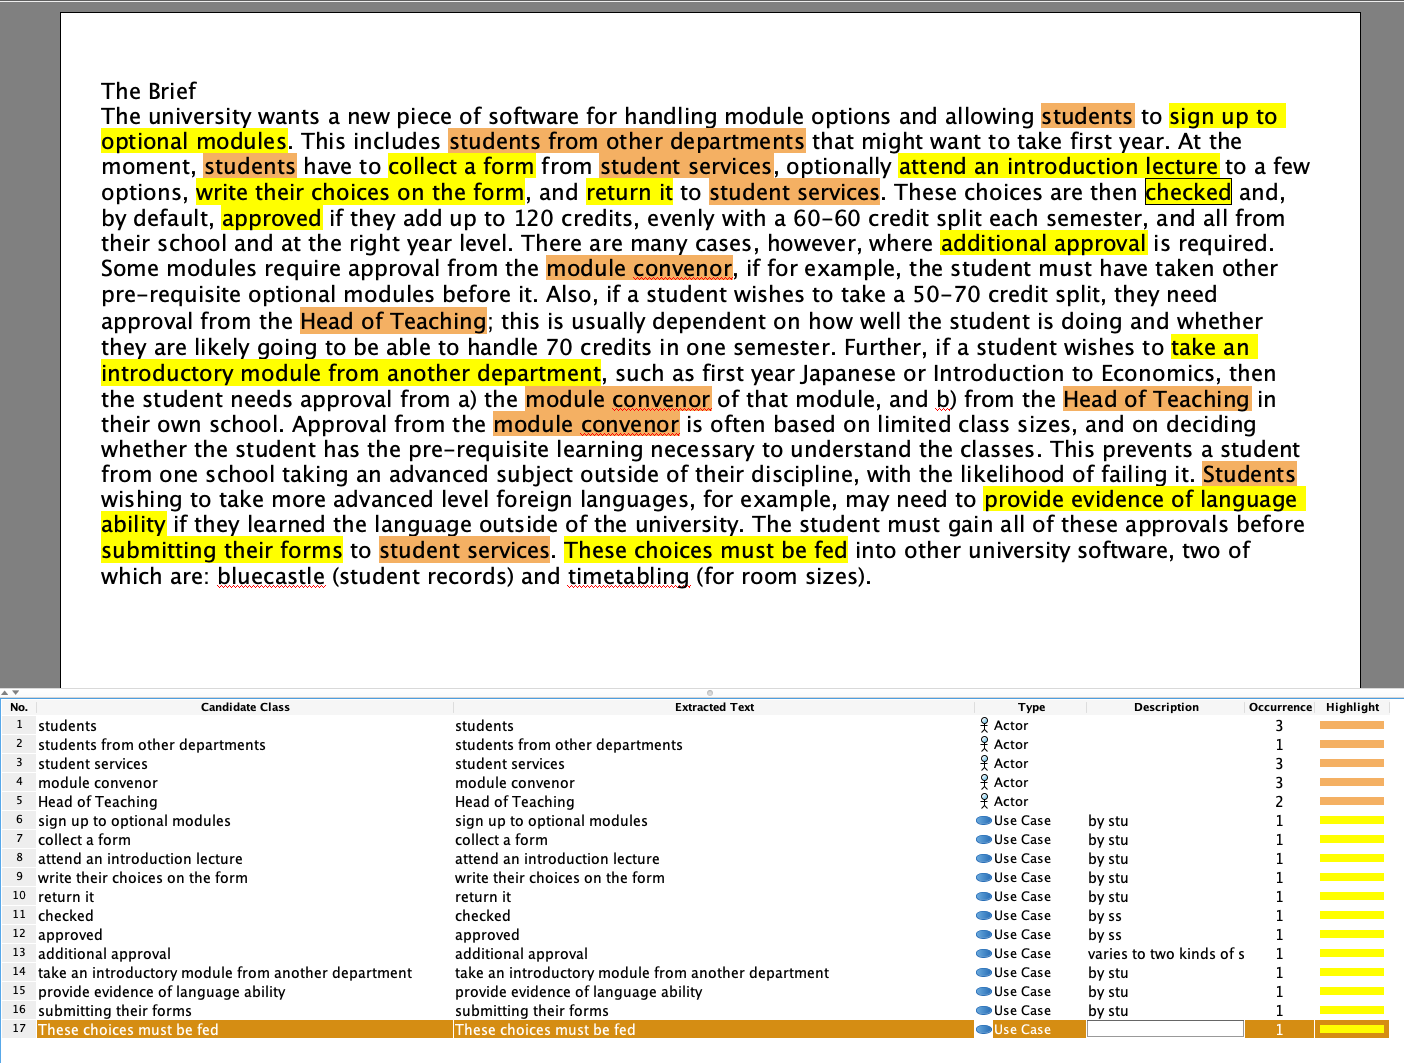 The Brief
The university wants a new piece of software for handling module options and allowing students to sign up to
optional modules. This includes students from other departments that might want to take first year. At the
moment, students have to collect a form from student services, optionally attend an introduction lecture to a few
options, write their choices on the form, and return it to student services. These choices are then checked and,
by default, approved if they add up to 120 credits, evenly with a 60-60 credit split each semester, and all from
their school and at the right year level. There are many cases, however, where additional approval is required.
Some modules require approval from the module convenor, if for example, the student must have taken other
pre-requisite optional modules before it. Also, if a student wishes to take a 50-70 credit split, they need
approval from the Head of Teaching; this is usually dependent on how well the student is doing and whether
they are likely going to be able to handle 70 credits in one semester. Further, if a student wishes to take an
introductory module from another department, such as first year Japanese or Introduction to Economics, then
the student needs approval from a) the module convenor of that module, and b) from the Head of Teaching in
their own school. Approval from the module convenor is often based on limited class sizes, and on deciding
whether the student has the pre-requisite learning necessary to understand the classes. This prevents a student
from one school taking an advanced subject outside of their discipline, with the likelihood of failing it. Students
wishing to take more advanced level foreign languages, for example, may need to provide evidence of language
ability if they learned the language outside of the university. The student must gain all of these approvals before
submitting their forms to student services. These choices must be fed into other university software, two of
which are: bluecastle (student records) and timetabling (for room sizes).
No. Candidate Class Extracted Text Type Description Occurrence Highlight
1 students students Actor 3
2 students from other departments students from other departments Actor 1
3 student services student services Actor 3
4 module convenor module convenor Actor 3
5 Head of Teaching Head of Teaching Actor 2
6 sign up to optional modules sign up to optional modules Use Case by stu 1
7 collect a form collect a form Use Case by stu 1
8 attend an introduction lecture attend an introduction lecture Use Case by stu 1
9 write their choices on the form write their choices on the form Use Case by stu 1
10 return it return it Use Case by stu 1
11 checked checked Use Case by ss 1
12 approved approved Use Case by ss 1
13 additional approval additional approval Use Case varies to two kinds of s 1
14 take an introductory module from another department take an introductory module from another department Use Case by stu 1
15 provide evidence of language ability provide evidence of language ability Use Case by stu 1
16 submitting their forms submitting their forms Use Case by stu 1
17 These choices must be fed These choices must be fed Use Case 1